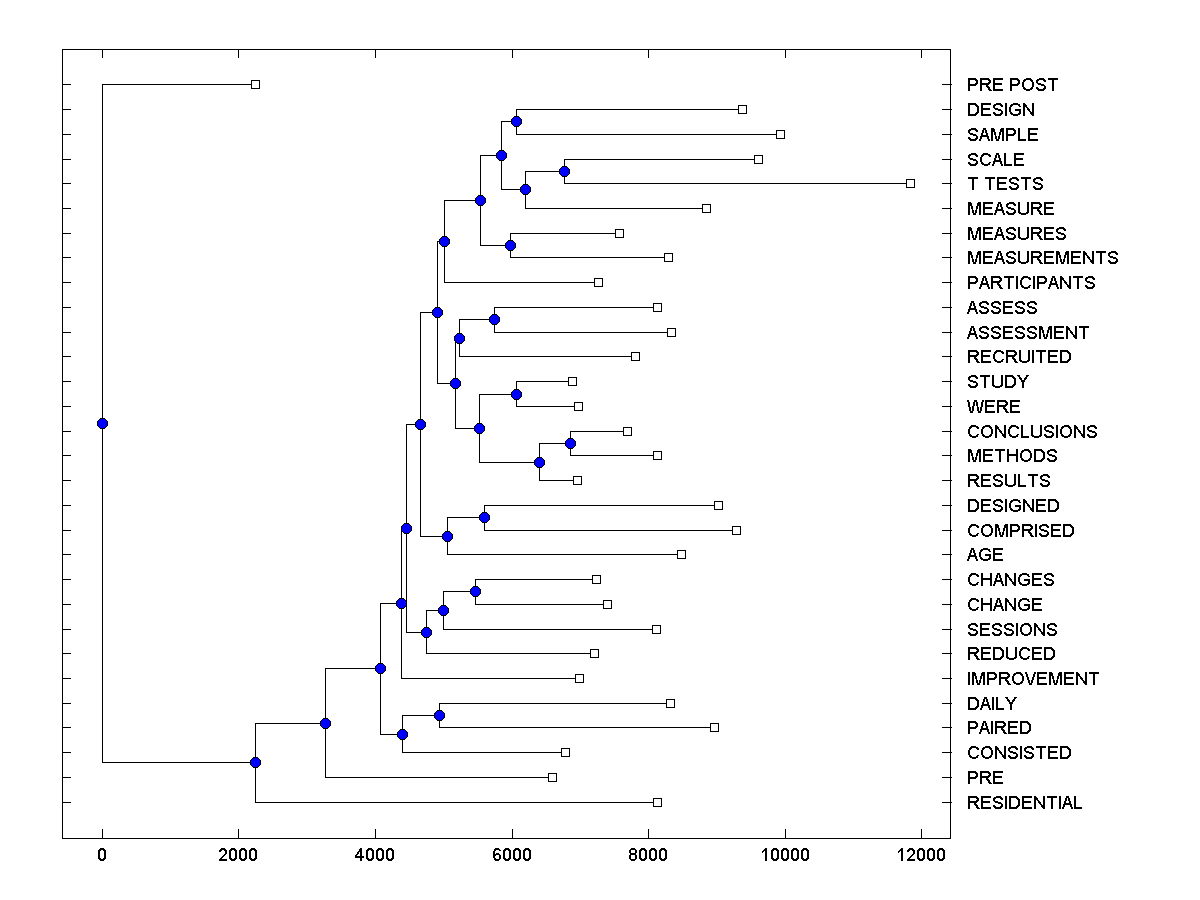 PRE POST
DESIGN
SAMPLE
SCALE
T TESTS
MEASURE
MEASURES
MEASUREMENTS
PARTICIPANTS
ASSESS
ASSESSMENT
RECRUITED
STUDY
WERE
CONCLUSIONS
METHODS
RESULTS
DESIGNED
COMPRISED
AGE
CHANGES
CHANGE
SESSIONS
REDUCED
IMPROVEMENT
DAILY
PAIRED
CONSISTED
PRE
RESIDENTIAL
0 2000 4000 6000 8000 10000 12000